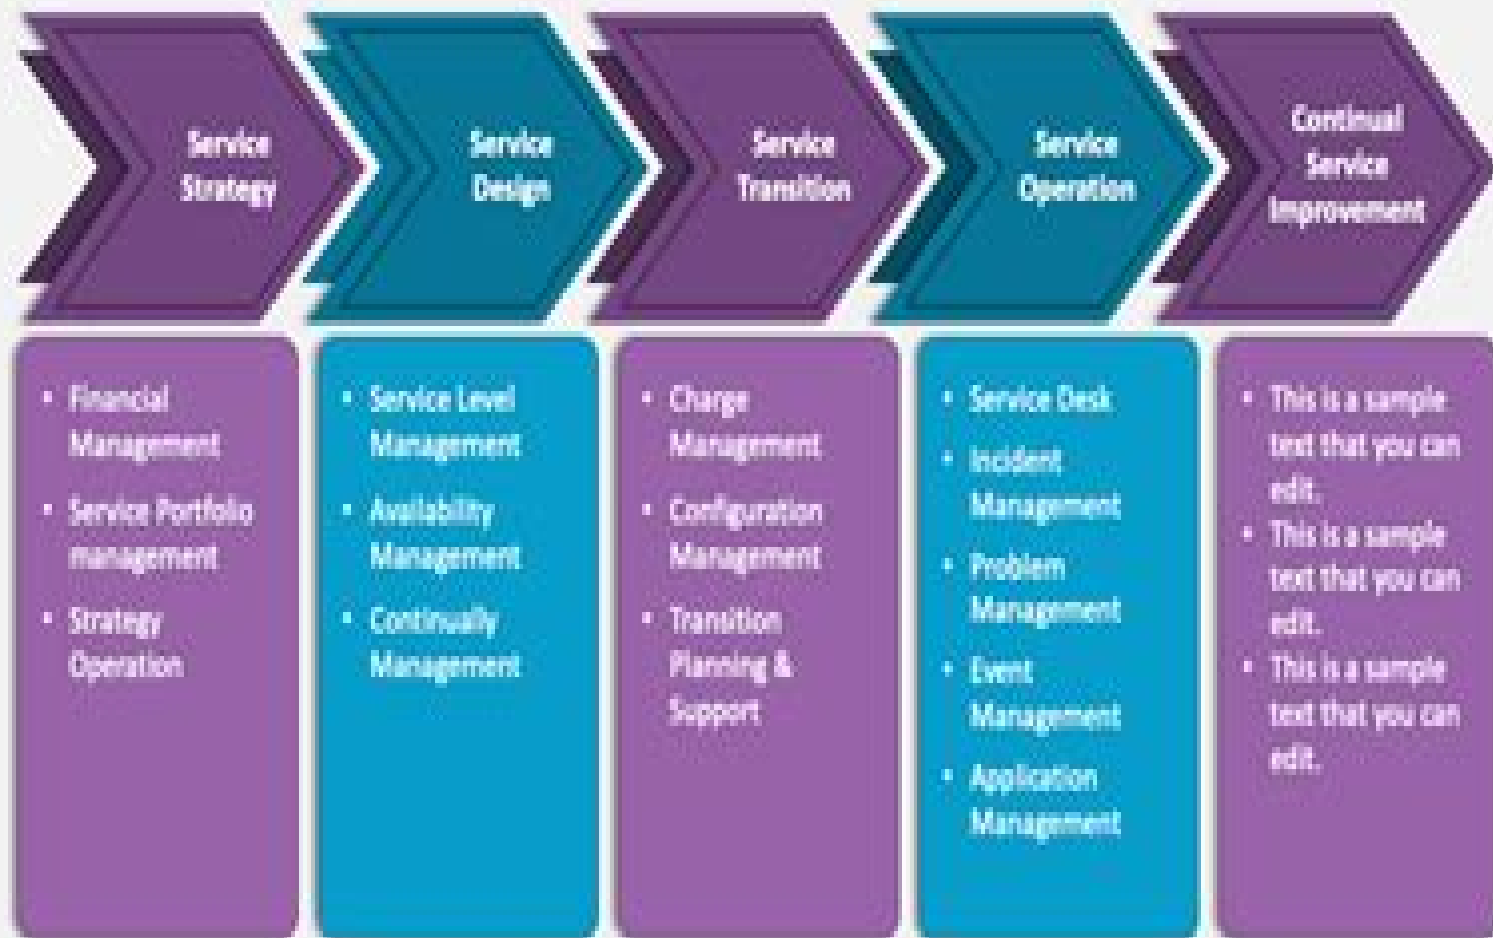 Service
Strategy
Service
Design
Service
Transition
Service
Operation
Continual
Service
Improvement
• Financial
Management
• Service Portfolio
management
• Strategy
Operation
• Service Level
Management
• Availability
Management
• Continually
Management
• Charge
Management
• Configuration
Management
• Transition
Planning &
Support
• Service Desk
• Incident
Management
• Problem
Management
• Event
Management
• Application
Management
• This is a sample
text that you can
edit.
• This is a sample
text that you can
edit.
• This is a sample
text that you can
edit.